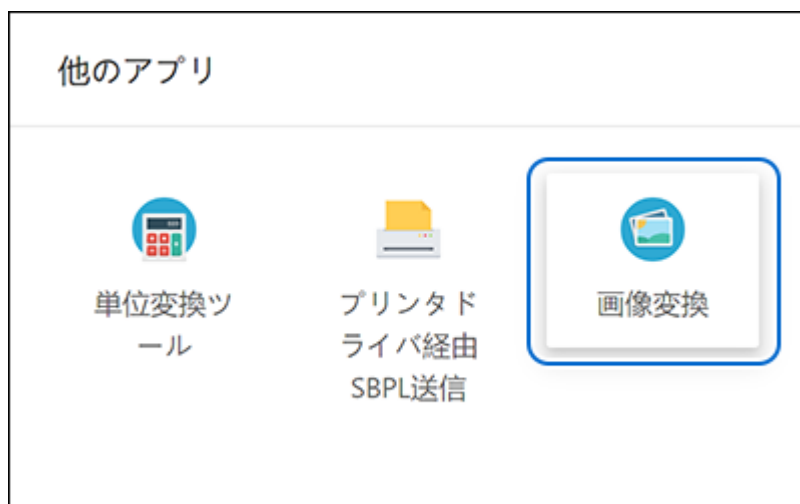 他のアプリ
単位変換ツ
ール
プリンタド
ライバ経由
SBPL送信
画像変換